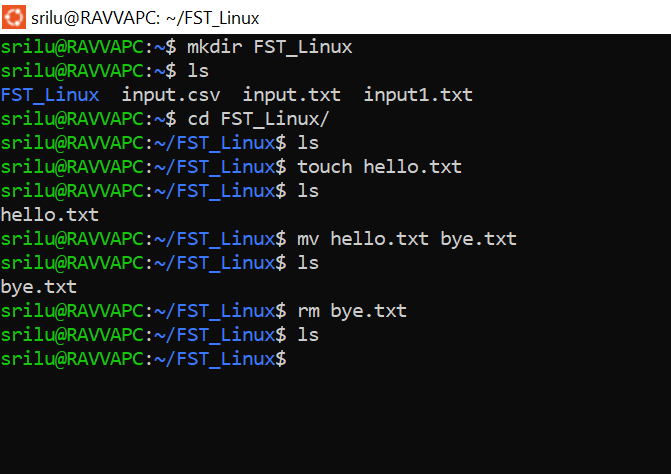 srilu@RAVVAPC: ~/FST_Linux
srilu@RAVVAPC:~$ mkdir FST_Linux
srilu@RAVVAPC:~$ ls
FST_Linux  input.csv  input.txt  input1.txt
srilu@RAVVAPC:~$ cd FST_Linux/
srilu@RAVVAPC:~/FST_Linux$ ls
srilu@RAVVAPC:~/FST_Linux$ touch hello.txt
srilu@RAVVAPC:~/FST_Linux$ ls
hello.txt
srilu@RAVVAPC:~/FST_Linux$ mv hello.txt bye.txt
srilu@RAVVAPC:~/FST_Linux$ ls
bye.txt
srilu@RAVVAPC:~/FST_Linux$ rm bye.txt
srilu@RAVVAPC:~/FST_Linux$ ls
srilu@RAVVAPC:~/FST_Linux$